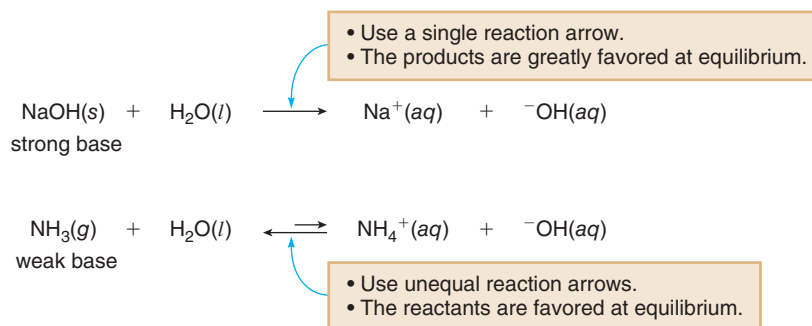 • Use a single reaction arrow.
• The products are greatly favored at equilibrium.
NaOH(s) + H₂O(l) ⟶ Na⁺(aq) + ⁻OH(aq)
strong base
NH₃(g) + H₂O(l) ⇄ NH₄⁺(aq) + ⁻OH(aq)
weak base
• Use unequal reaction arrows.
• The reactants are favored at equilibrium.